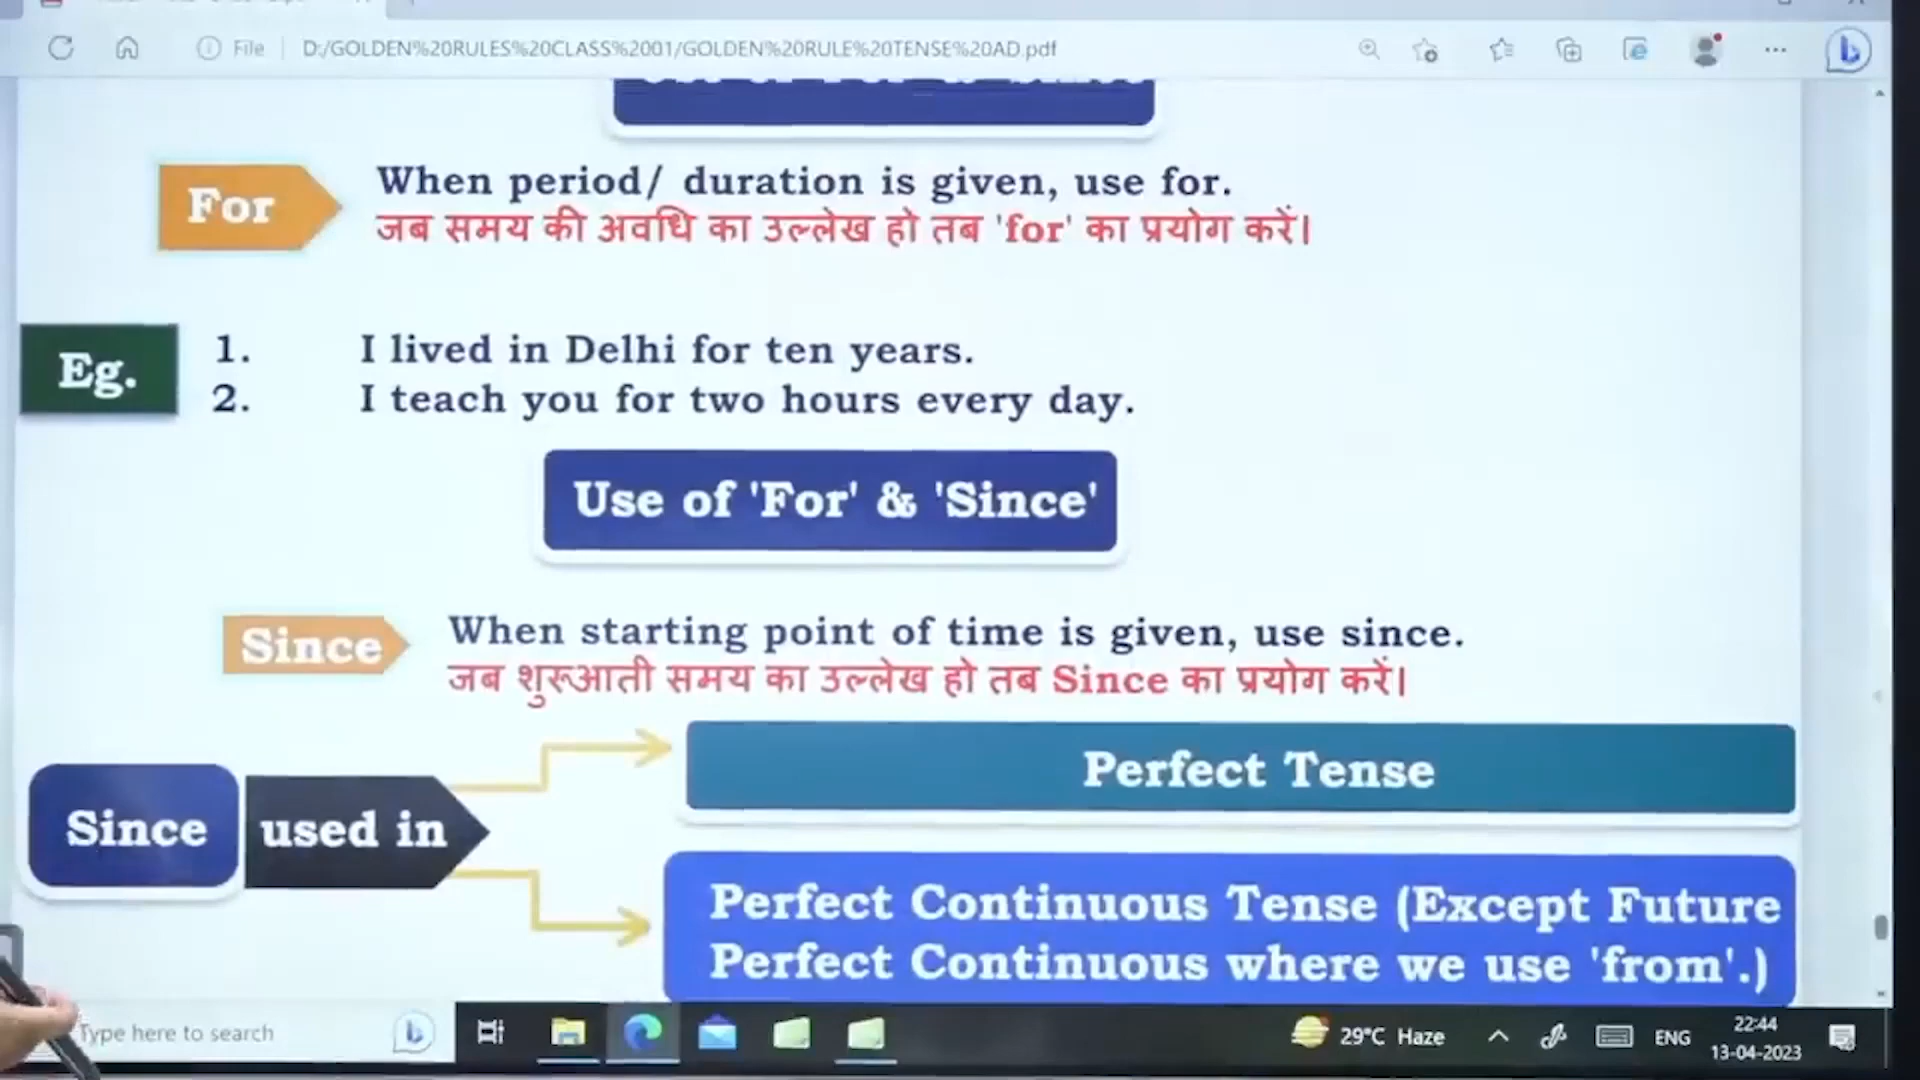 File D:/GOLDEN%20RULES%20CLASS%2001/GOLDEN%20RULE%20TENSE%20AD.pdf
For
When period/ duration is given, use for.
जब समय की अवधि का उल्लेख हो तब 'for' का प्रयोग करें।
Eg.
1. I lived in Delhi for ten years.
2. I teach you for two hours every day.
Use of 'For' & 'Since'
Since
When starting point of time is given, use since.
जब शुरूआती समय का उल्लेख हो तब Since का प्रयोग करें।
Since used in
Perfect Tense
Perfect Continuous Tense (Except Future
Perfect Continuous where we use 'from'.)
Type here to search
29°C Haze
ENG
22:44
13-04-2023